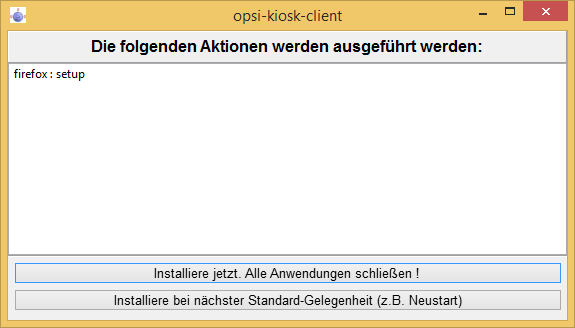 opsi-kiosk-client
Die folgenden Aktionen werden ausgeführt werden:
firefox : setup
Installiere jetzt. Alle Anwendungen schließen !
Installiere bei nächster Standard-Gelegenheit (z.B. Neustart)